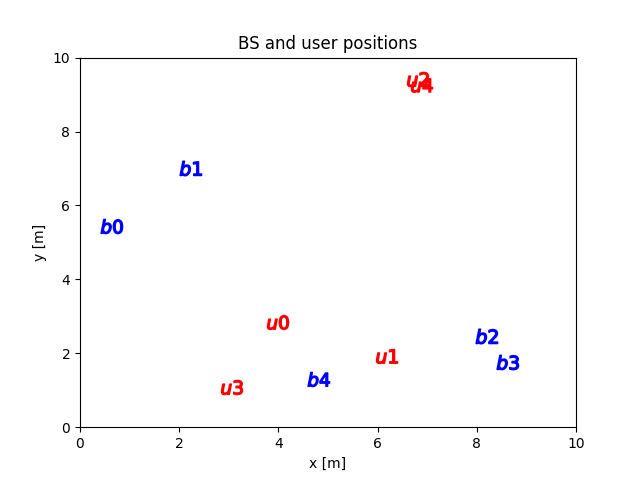 BS and user positions
10
u2
u4
8
b1
6
b0
y [m]
4
u0
b2
2
u1
b3
b4
u3
0
0 2 4 6 8 10
x [m]